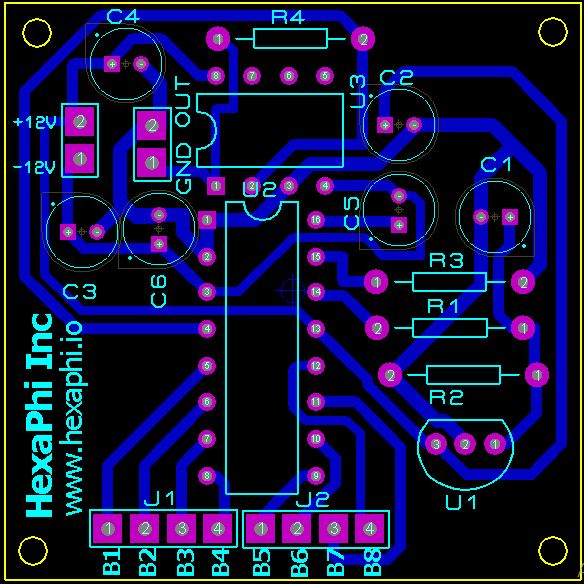 C4
R4
2
+
-
1
2
8
7
6
5
OUT
U3
C2
+
-
+12V
2
2
-12V
1
1
GND
1
2
3
4
U2
C1
-
+
C5
-
+
1
16
+
-
-
+
2
15
C3
C6
3
14
R3
1
2
R1
2
1
4
13
R2
2
1
5
12
6
11
7
10
8
9
3
2
1
U1
HexaPhi Inc
www.hexaphi.io
J1
J2
1
2
3
4
1
2
3
4
B1
B2
B3
B4
B5
B6
B7
B8